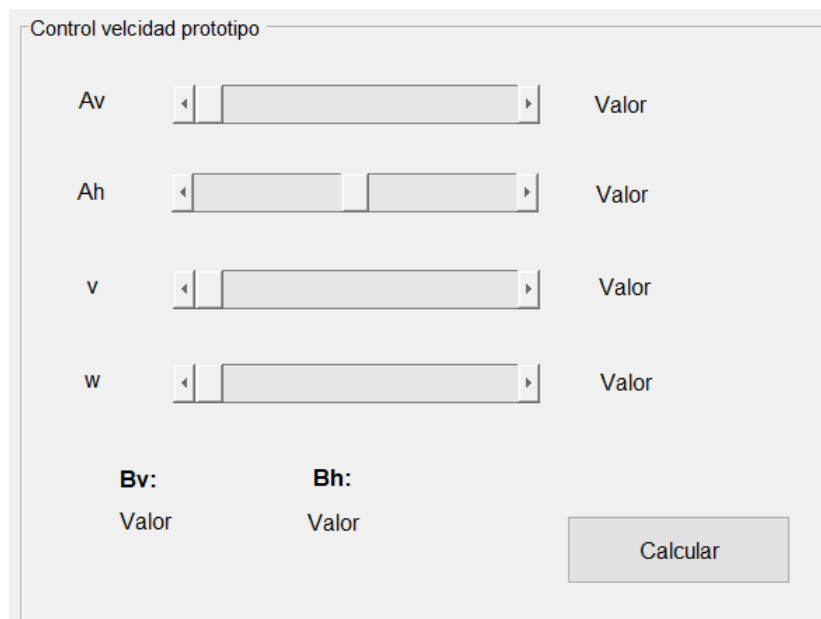 Control velcidad prototipo
Av Valor
Ah Valor
v Valor
w Valor
Bv: Bh:
Valor Valor
Calcular